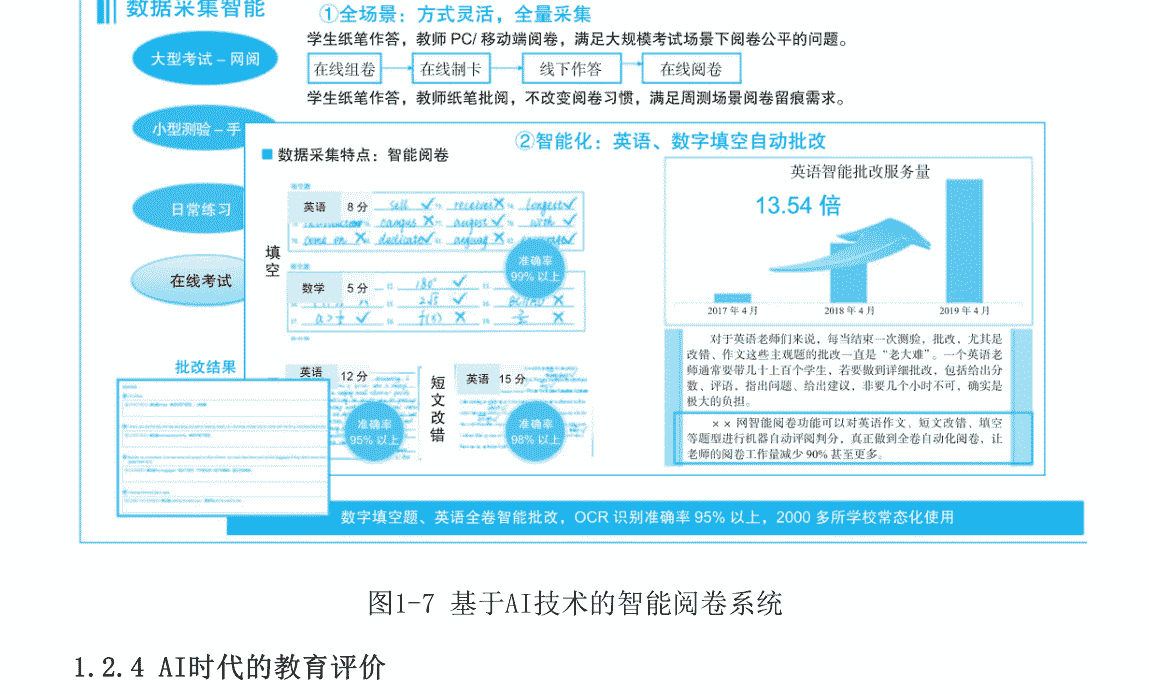 数据采集智能
①全场景：方式灵活，全量采集
学生纸笔作答，教师 PC/ 移动端阅卷，满足大规模考试场景下阅卷公平的问题。
大型考试 – 网阅
在线组卷
在线制卡
线下作答
在线阅卷
学生纸笔作答，教师纸笔批阅，不改变阅卷习惯，满足周测场景阅卷留痕需求。
小型测验 – 手
日常练习
在线考试
②智能化：英语、数字填空自动批改
数据采集特点：智能阅卷
填空
英语 8 分
sell receives longest
campus august with
come on dedicate
准确率
99% 以上
数学 5 分
180°
2√5
f(x)
英语 12 分
准确率
95% 以上
短文改错
英语 15 分
准确率
98% 以上
英语智能批改服务量
13.54 倍
2017 年 4 月 2018 年 4 月 2019 年 4 月
对于英语老师们来说，每当结束一次测验，批改，尤其是
改错、作文这些主观题的批改一直是“老大难”。一个英语老
师通常要带几十上百个学生，若要做到详细批改，包括给出分
数、评语，指出问题、给出建议，非要几个小时不可，确实是
极大的负担。
× × 网智能阅卷功能可以对英语作文、短文改错、填空
等题型进行机器自动评阅判分，真正做到全卷自动化阅卷，让
老师的阅卷工作量减少 90% 甚至更多。
批改结果
数字填空题、英语全卷智能批改，OCR 识别准确率 95% 以上，2000 多所学校常态化使用
图1-7 基于AI技术的智能阅卷系统
1.2.4 AI时代的教育评价